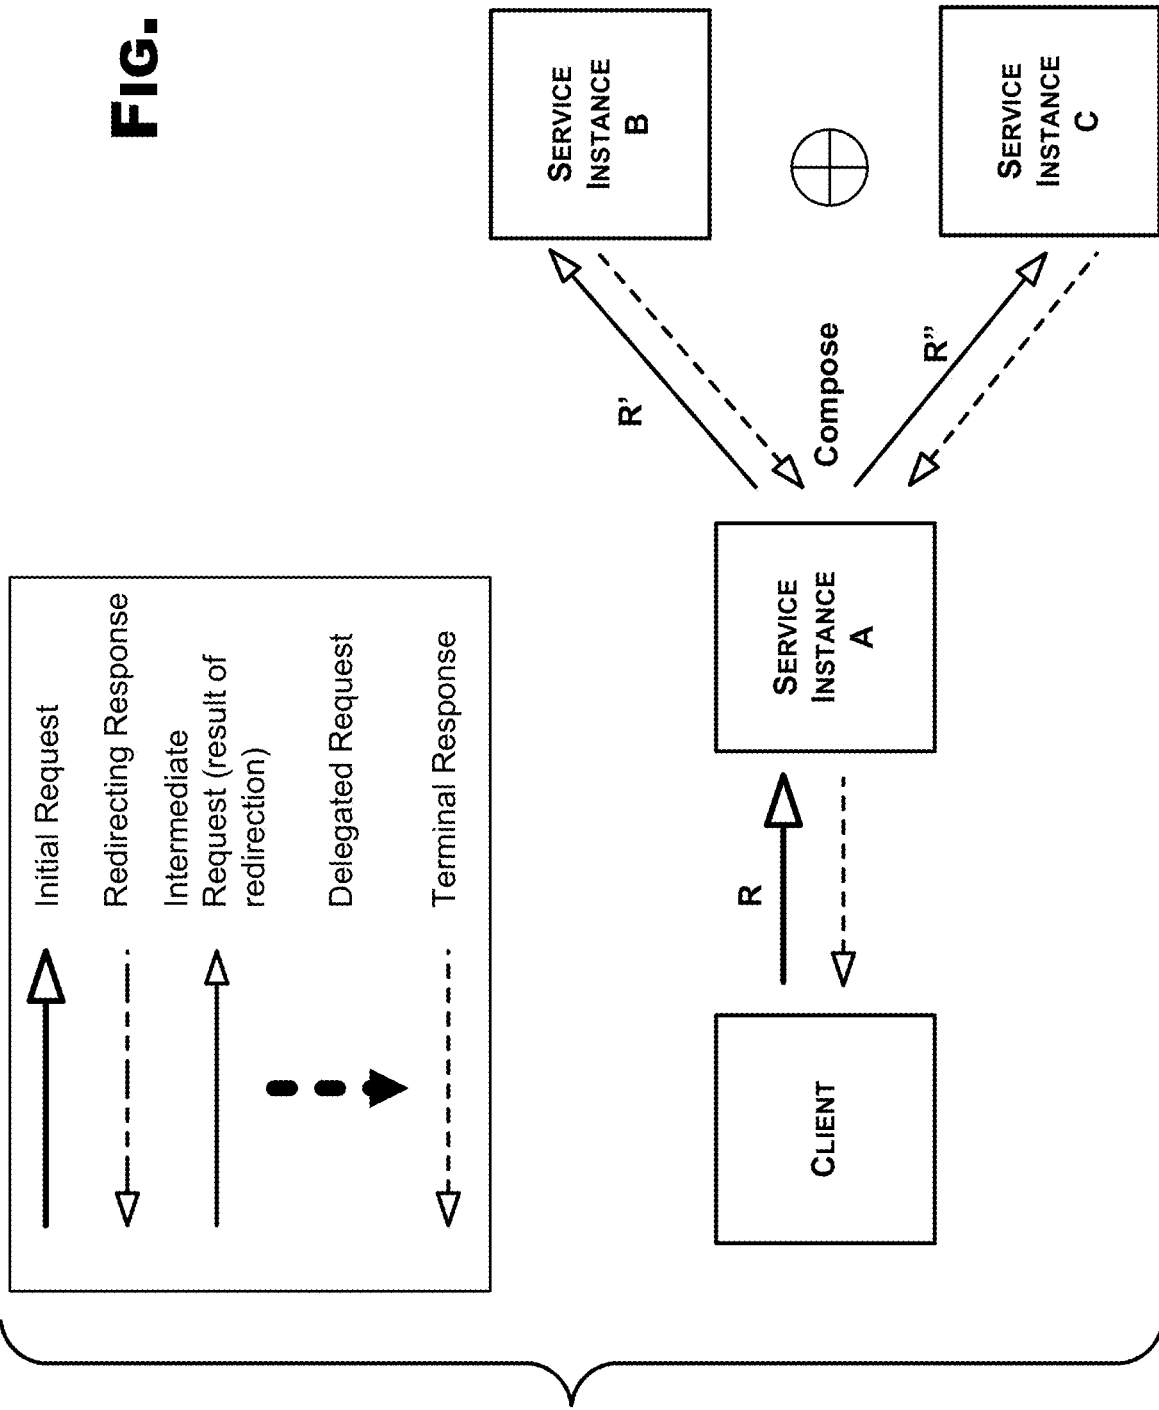 FIG.
Initial Request
Redirecting Response
Intermediate
Request (result of
redirection)
Delegated Request
Terminal Response
CLIENT
R
SERVICE
INSTANCE
A
R'
Compose
R"
SERVICE
INSTANCE
B
SERVICE
INSTANCE
C